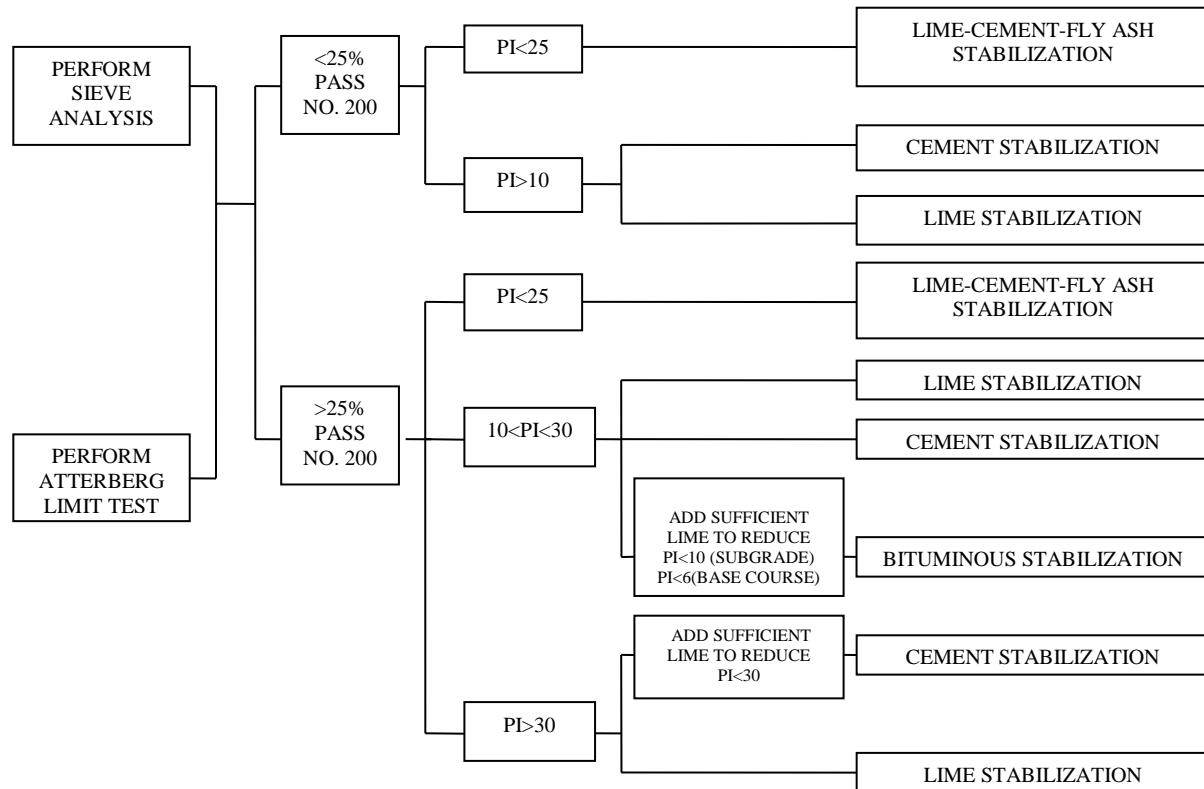 PERFORM
SIEVE
ANALYSIS
PERFORM
ATTERBERG
LIMIT TEST
<25%
PASS
NO. 200
PI<25
LIME-CEMENT-FLY ASH
STABILIZATION
PI>10
CEMENT STABILIZATION
LIME STABILIZATION
>25%
PASS
NO. 200
PI<25
LIME-CEMENT-FLY ASH
STABILIZATION
10<PI<30
LIME STABILIZATION
CEMENT STABILIZATION
ADD SUFFICIENT
LIME TO REDUCE
PI<10 (SUBGRADE)
PI<6(BASE COURSE)
BITUMINOUS STABILIZATION
PI>30
ADD SUFFICIENT
LIME TO REDUCE
PI<30
CEMENT STABILIZATION
LIME STABILIZATION